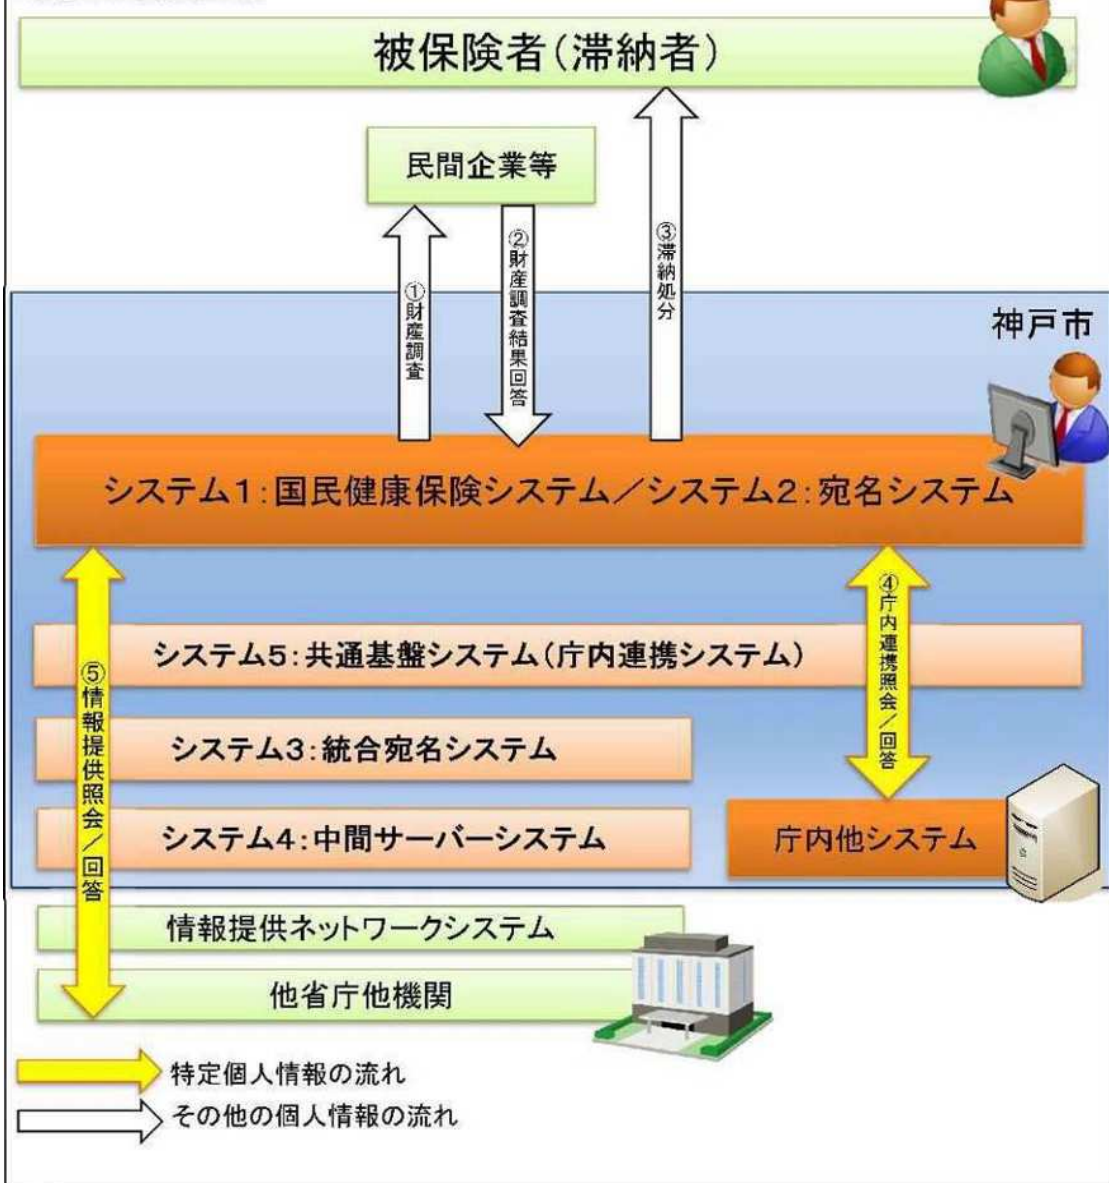 被保険者(滞納者)
民間企業等
①財産調査
②財産調査結果回答
③滞納処分
神戸市
システム1:国民健康保険システム/システム2:宛名システム
④庁内連携照会/回答
システム5:共通基盤システム(庁内連携システム)
⑤情報提供照会/回答
システム3:統合宛名システム
システム4:中間サーバーシステム
庁内他システム
情報提供ネットワークシステム
他省庁他機関
特定個人情報の流れ
その他の個人情報の流れ